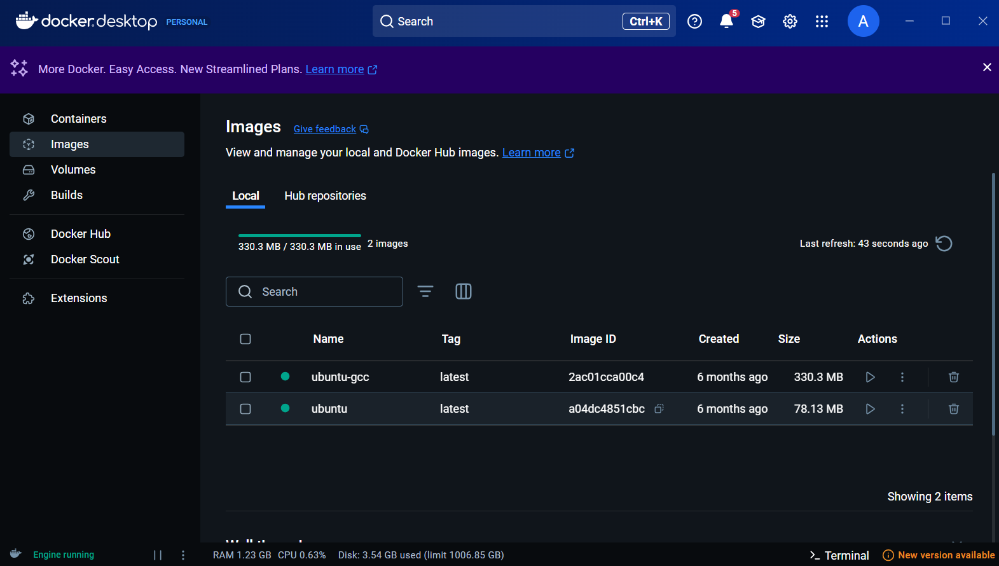 docker.desktop PERSONAL
Search Ctrl+K 5 A
More Docker. Easy Access. New Streamlined Plans. Learn more
Containers
Images
Volumes
Builds
Docker Hub
Docker Scout
Extensions
Images Give feedback
View and manage your local and Docker Hub images. Learn more
Local Hub repositories
330.3 MB / 330.3 MB in use 2 images Last refresh: 43 seconds ago
Search
Name Tag Image ID Created Size Actions
ubuntu-gcc latest 2ac01cca00c4 6 months ago 330.3 MB
ubuntu latest a04dc4851cbc 6 months ago 78.13 MB
Showing 2 items
Engine running RAM 1.23 GB CPU 0.63% Disk: 3.54 GB used (limit 1006.85 GB) Terminal New version available